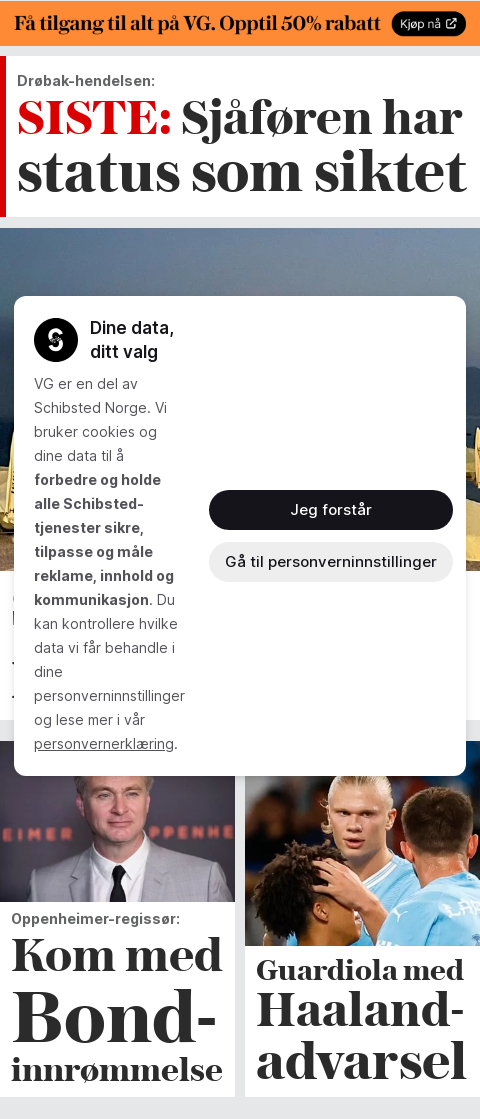 Få tilgang til alt på VG. Opptil 50% rabatt
Kjøp nå
Drøbak-hendelsen:
SISTE: Sjåføren har
status som siktet
Dine data,
ditt valg
VG er en del av
Schibsted Norge. Vi
bruker cookies og
dine data til å
forbedre og holde
alle Schibsted-
tjenester sikre,
tilpasse og måle
reklame, innhold og
kommunikasjon. Du
kan kontrollere hvilke
data vi får behandle i
dine
personverninnstillinger
og lese mer i vår
personvernerklæring.
Jeg forstår
Gå til personverninnstillinger
Oppenheimer-regissør:
Kom med
Bond-
innrømmelse
Guardiola med
Haaland-
advarsel